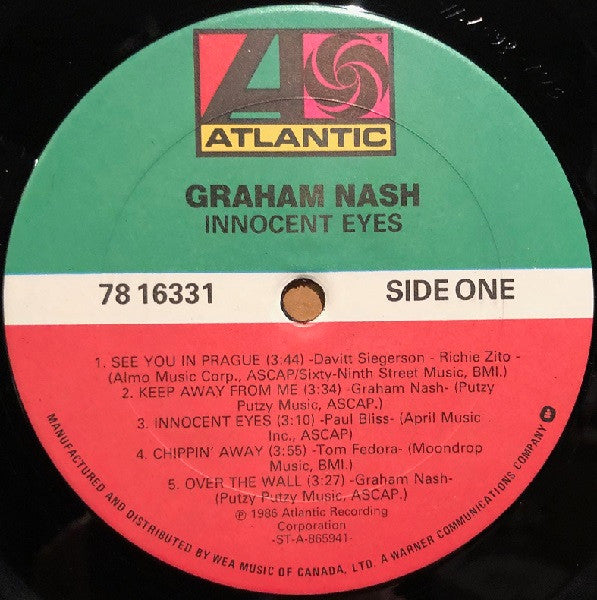 ATLANTIC
GRAHAM NASH
INNOCENT EYES
78 16331
SIDE ONE
1. SEE YOU IN PRAGUE (3:44) -Davitt Siegerson - Richie Zito -
(Almo Music Corp., ASCAP/Sixty-Ninth Street Music, BMI.)
2. KEEP AWAY FROM ME (3:34) -Graham Nash- (Putzy
Putzy Music, ASCAP.)
3. INNOCENT EYES (3:10) -Paul Bliss- (April Music
Inc., ASCAP)
4. CHIPPIN' AWAY (3:55) -Tom Fedora- (Moondrop
Music, BMI.)
5. OVER THE WALL (3:27) -Graham Nash-
(Putzy Putzy Music, ASCAP.)
℗ 1986 Atlantic Recording
Corporation
-ST-A-865941-
MANUFACTURED AND DISTRIBUTED BY WEA MUSIC OF CANADA, LTD. A WARNER COMMUNICATIONS COMPANY